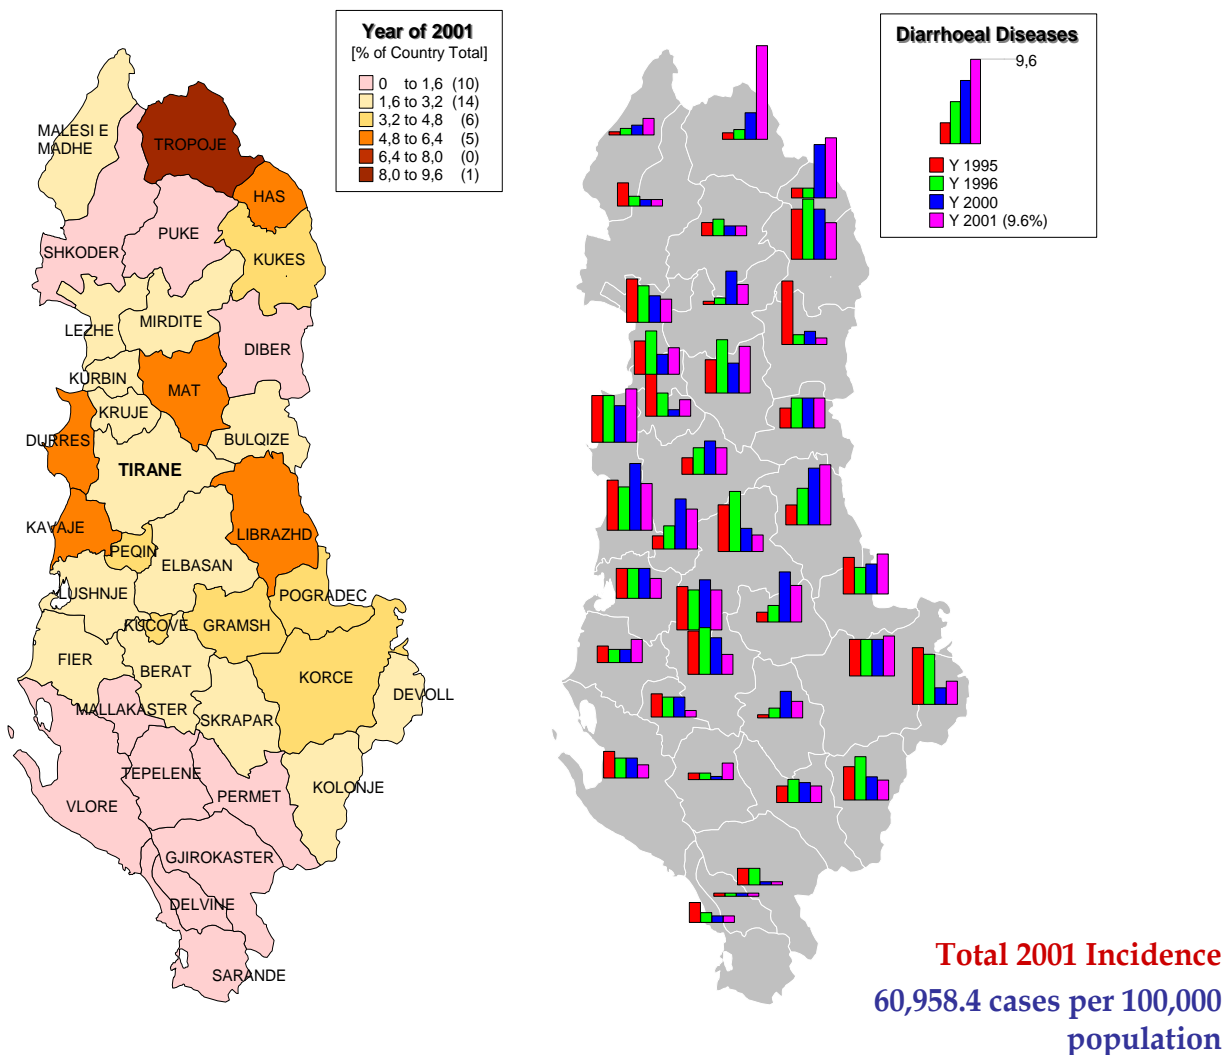 Year of 2001
[% of Country Total]
0 to 1,6 (10)
1,6 to 3,2 (14)
3,2 to 4,8 (6)
4,8 to 6,4 (5)
6,4 to 8,0 (0)
8,0 to 9,6 (1)
MALESI E
MADHE
TROPOJE
HAS
PUKE
SHKODER
KUKES
MIRDITE
LEZHE
DIBER
KURBIN
MAT
KRUJE
DURRES
BULQIZE
TIRANE
KAVAJE
LIBRAZHD
PEQIN
ELBASAN
LUSHNJE
POGRADEC
KUCOVE
GRAMSH
FIER
BERAT
KORCE
DEVOLL
MALLAKASTER
SKRAPAR
TEPELENE
KOLONJE
PERMET
VLORE
GJIROKASTER
DELVINE
SARANDE
Diarrhoeal Diseases
9,6
Y 1995
Y 1996
Y 2000
Y 2001 (9.6%)
Total 2001 Incidence
60,958.4 cases per 100,000
population